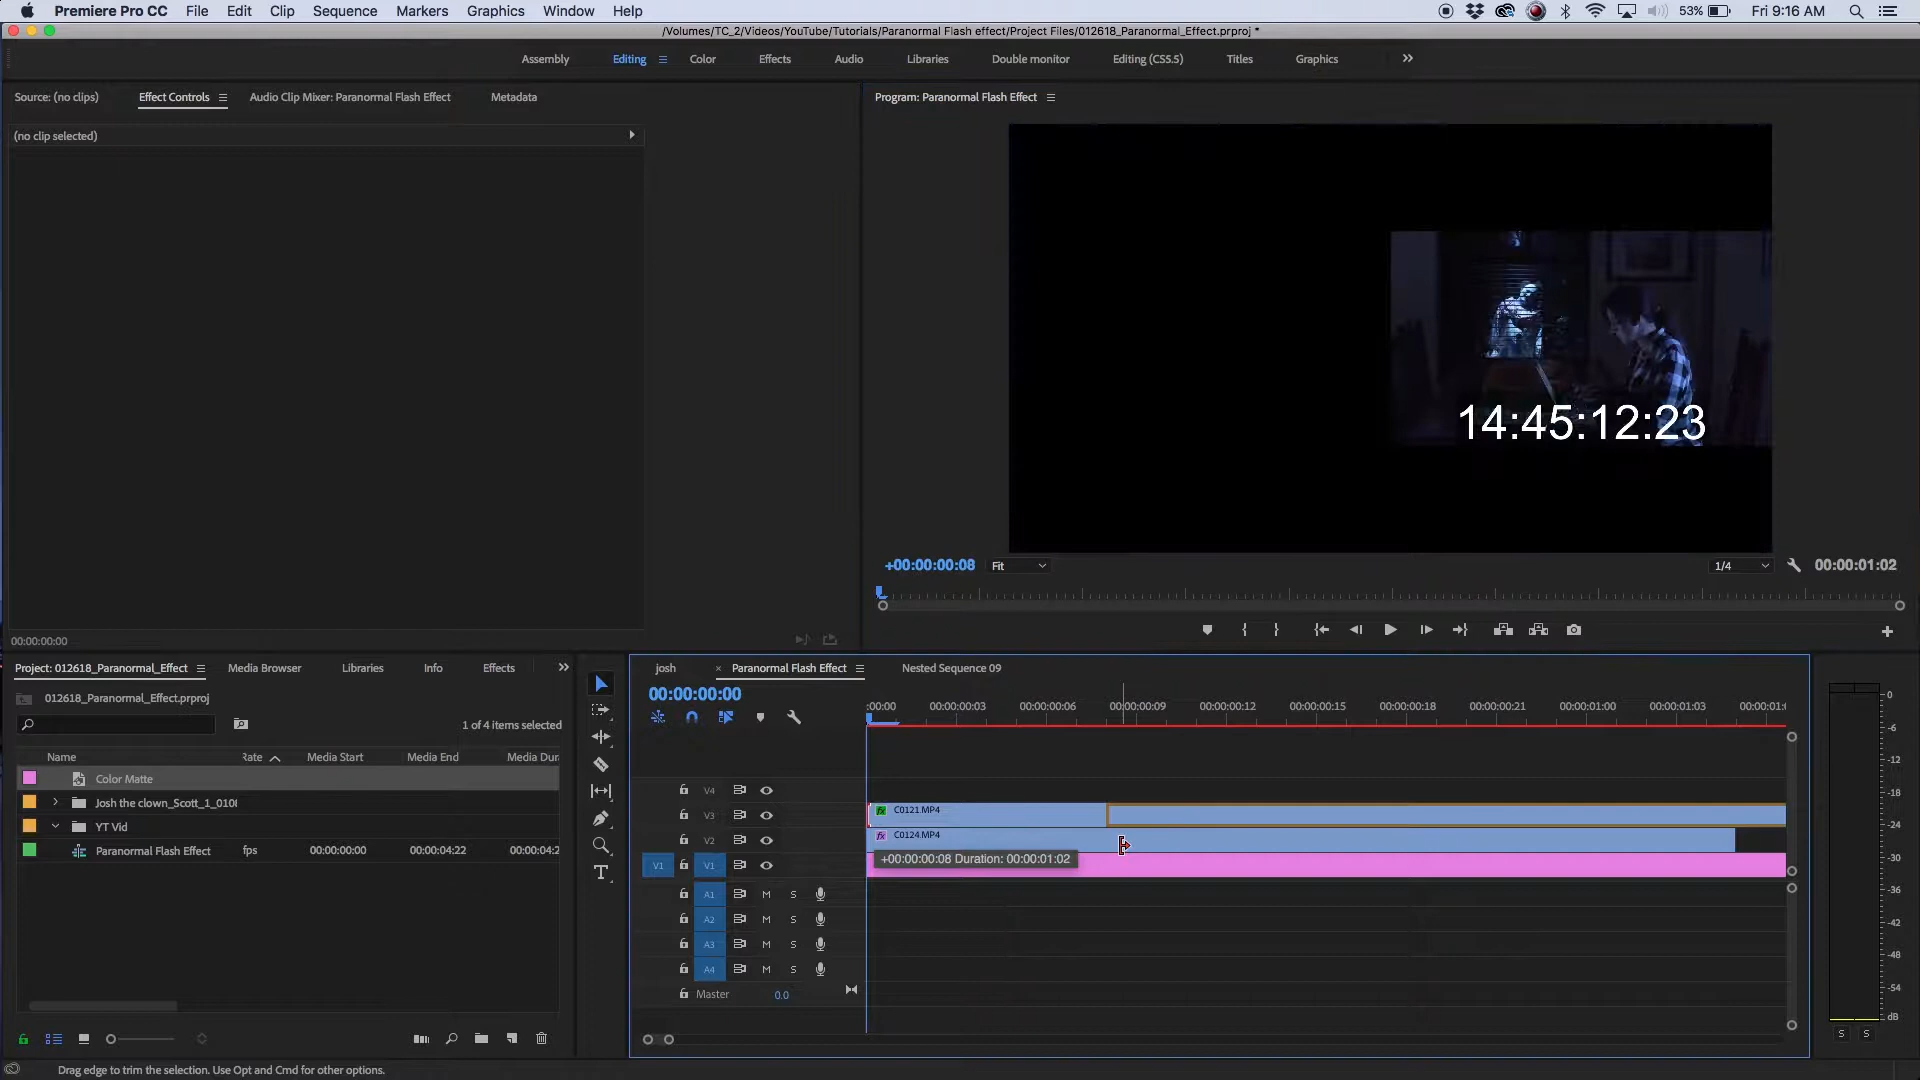 Premiere Pro CC File Edit Clip Sequence Markers Graphics Window Help 53% Fri 9:16 AM
/Volumes/TC_2/Videos/YouTube/Tutorials/Paranormal Flash effect/Project Files/012618_Paranormal_Effect.prproj *
Assembly Editing Color Effects Audio Libraries Double monitor Editing (CS5.5) Titles Graphics
Source: (no clips) Effect Controls Audio Clip Mixer: Paranormal Flash Effect Metadata Program: Paranormal Flash Effect
(no clip selected)
14:45:12:23
+00:00:00:08 Fit 1/4 00:00:01:02
00:00:00:00
Project: 012618_Paranormal_Effect Media Browser Libraries Info Effects josh × Paranormal Flash Effect Nested Sequence 09
012618_Paranormal_Effect.prproj 00:00:00:00
:00:00 00:00:00:03 00:00:00:06 00:00:00:09 00:00:00:12 00:00:00:15 00:00:00:18 00:00:00:21 00:00:01:00 00:00:01:03 00:00:01:0
1 of 4 items selected
Name Rate Media Start Media End Media Dur
Color Matte
Josh the clown_Scott_1_010
YT Vid
Paranormal Flash Effect fps 00:00:00:00 00:00:04:22 00:00:04:2
V4
V3 fx C0121.MP4
V2 fx C0124.MP4
+00:00:00:08 Duration: 00:00:01:02
V1 V1
A1 M S
A2 M S
A3 M S
A4 M S
Master 0.0
0
-6
-12
-18
-24
-30
-36
-42
-48
-54
dB
S S
Drag edge to trim the selection. Use Opt and Cmd for other options.